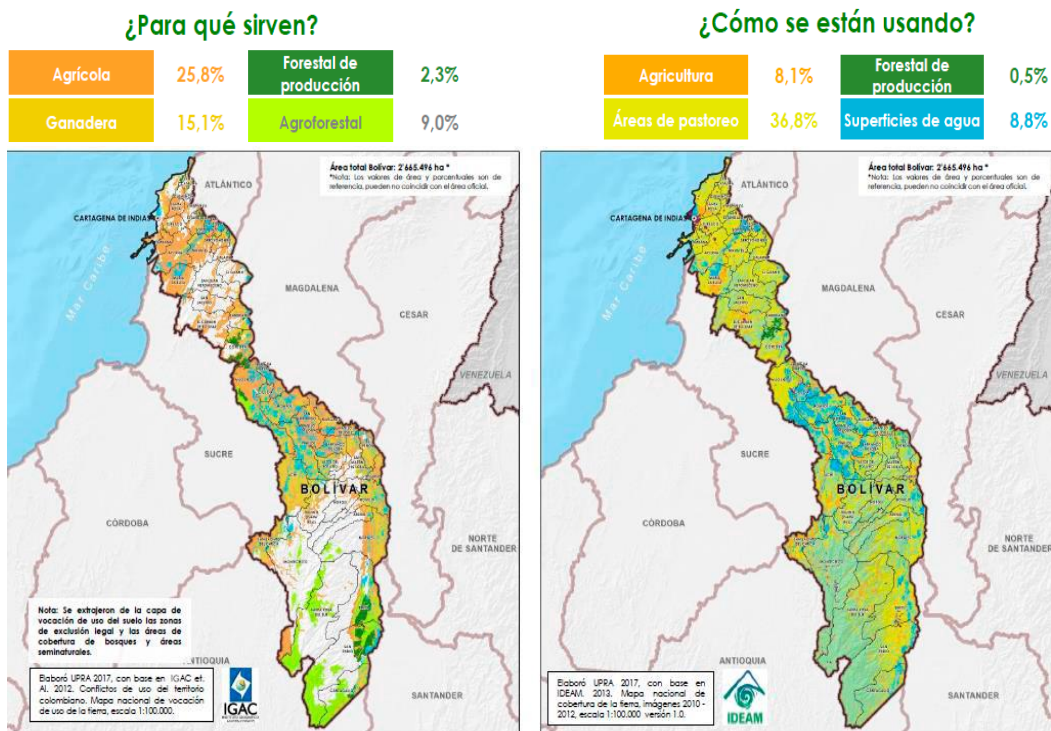 ¿Para qué sirven?
Agrícola
25,8%
Forestal de
producción
2,3%
Ganadera
15,1%
Agroforestal
9,0%
Área total Bolívar: 2'665.496 ha *
*Nota: Los valores de área y porcentuales son de
referencia, pueden no coincidir con el área oficial.
ATLÁNTICO
CARTAGENA DE INDIAS
Mar Caribe
MAGDALENA
CESAR
VENEZUELA
SUCRE
BOLÍVAR
CÓRDOBA
NORTE
DE SANTANDER
Nota: Se extrajeron de la capa de
vocación de uso del suelo las zonas
de exclusión legal y las áreas de
cobertura de bosques y áreas
seminaturales.
ANTIOQUIA
Elaboró UPRA 2017, con base en IGAC et.
Al. 2012. Conflictos de uso del territorio
colombiano. Mapa nacional de vocación
de uso de la tierra, escala 1:100.000.
IGAC
SANTANDER
¿Cómo se están usando?
Agricultura
8,1%
Forestal de
producción
0,5%
Áreas de pastoreo
36,8%
Superficies de agua
8,8%
Área total Bolívar: 2'665.496 ha *
*Nota: Los valores de área y porcentuales son de
referencia, pueden no coincidir con el área oficial.
ATLÁNTICO
CARTAGENA DE INDIAS
Mar Caribe
MAGDALENA
CESAR
VENEZUELA
SUCRE
BOLÍVAR
CÓRDOBA
NORTE
DE SANTANDER
ANTIOQUIA
Elaboró UPRA 2017, con base en
IDEAM. 2013. Mapa nacional de
cobertura de la tierra, imágenes 2010 -
2012, escala 1:100.000 versión 1.0.
IDEAM
SANTANDER